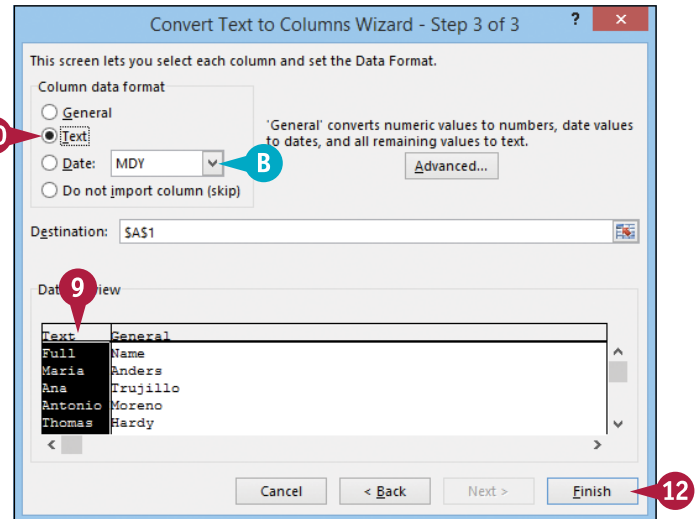 Convert Text to Columns Wizard - Step 3 of 3 ? ×
This screen lets you select each column and set the Data Format.
Column data format
General
Text
Date: MDY
Do not import column (skip)
'General' converts numeric values to numbers, date values
to dates, and all remaining values to text.
B
Advanced...
Destination: $A$1
9
Text General
Full Name
Maria Anders
Ana Trujillo
Antonio Moreno
Thomas Hardy
Cancel < Back Next > Finish 12